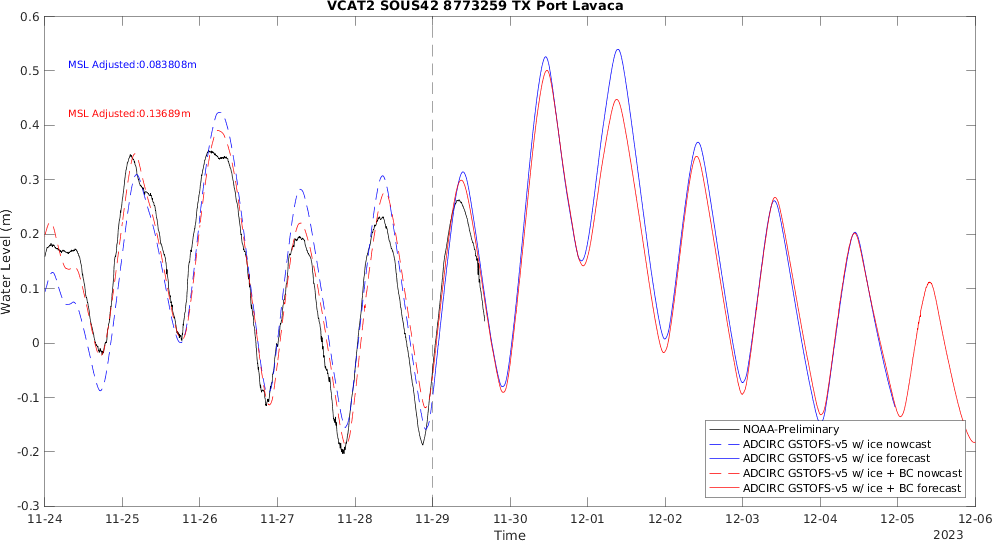 VCAT2 SOUS42 8773259 TX Port Lavaca
MSL Adjusted:0.083808m
MSL Adjusted:0.13689m
Water Level (m)
0.6
0.5
0.4
0.3
0.2
0.1
0
-0.1
-0.2
-0.3
NOAA-Preliminary
ADCIRC GSTOFS-v5 w/ ice nowcast
ADCIRC GSTOFS-v5 w/ ice forecast
ADCIRC GSTOFS-v5 w/ ice + BC nowcast
ADCIRC GSTOFS-v5 w/ ice + BC forecast
11-24 11-25 11-26 11-27 11-28 11-29 11-30 12-01 12-02 12-03 12-04 12-05 12-06
Time
2023